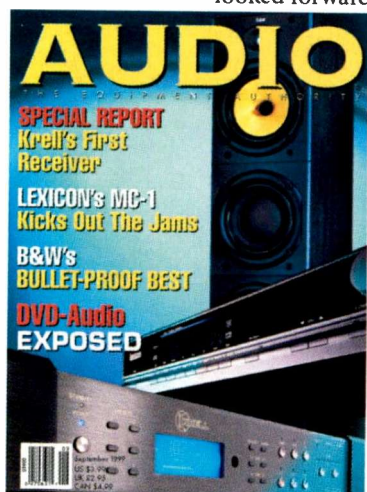 looked forward
AUDIO
THE EQUIPMENT AUTHORITY
SPECIAL REPORT
Krell's First
Receiver
LEXICON's MC-1
Kicks Out The Jams
B&W's
BULLET-PROOF BEST
DVD-Audio
EXPOSED
September 1999
US $3.99
UK £2.95
CAN $4.99